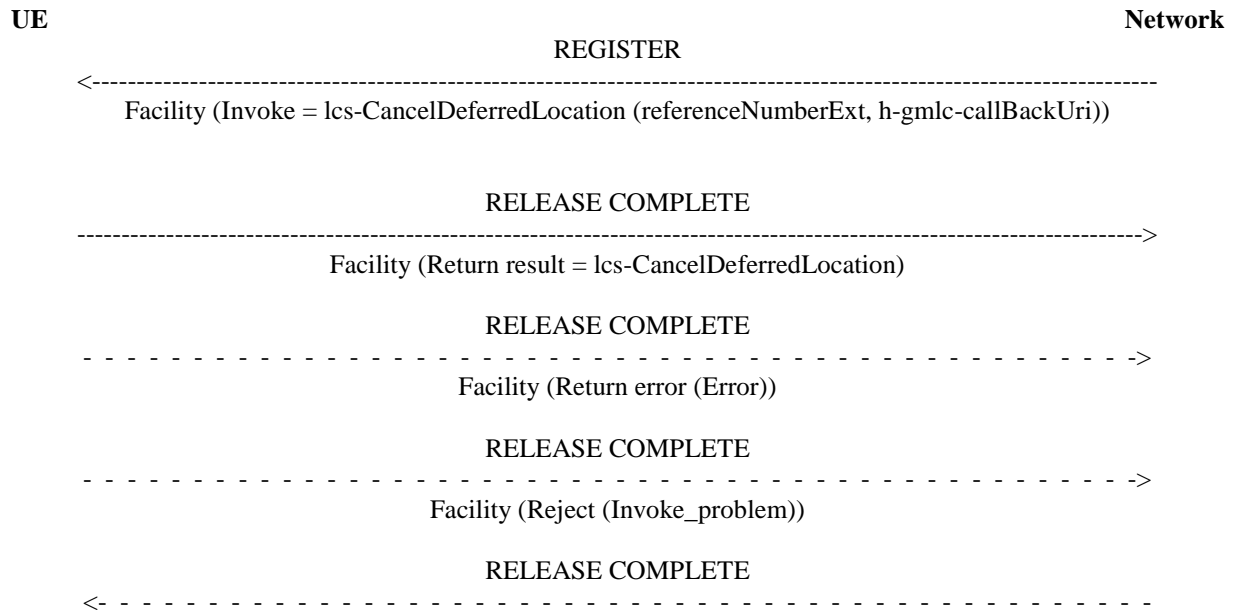 UE Network
REGISTER
<------------------------------------------------------------------------------------------------------------------------
Facility (Invoke = lcs-CancelDeferredLocation (referenceNumberExt, h-gmlc-callBackUri))
RELEASE COMPLETE
------------------------------------------------------------------------------------------------------------------------>
Facility (Return result = lcs-CancelDeferredLocation)
RELEASE COMPLETE
- - - - - - - - - - - - - - - - - - - - - - - - - - - - - - - - - - - - - - - - - - - - - - - ->
Facility (Return error (Error))
RELEASE COMPLETE
- - - - - - - - - - - - - - - - - - - - - - - - - - - - - - - - - - - - - - - - - - - - - - - ->
Facility (Reject (Invoke_problem))
RELEASE COMPLETE
<- - - - - - - - - - - - - - - - - - - - - - - - - - - - - - - - - - - - - - - - - - - - - - - -